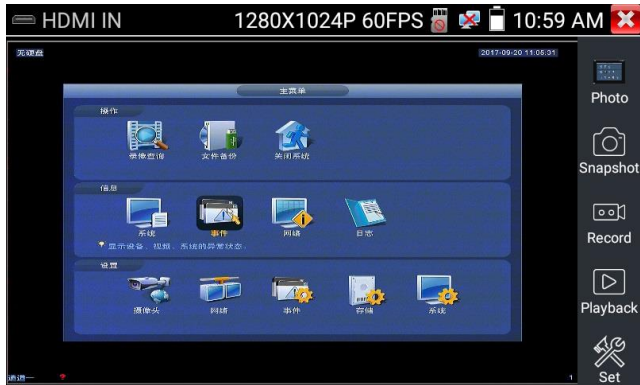 HDMI IN
1280X1024P 60FPS
10:59 AM
无硬盘
2017-09-20 11:05:31
主菜单
操作
录像查询
文件备份
关闭系统
信息
系统
事件
网络
日志
显示设备、视频、系统的异常状态。
设置
摄像头
网络
事件
存储
系统
通道一
1
Photo
Snapshot
Record
Playback
Set